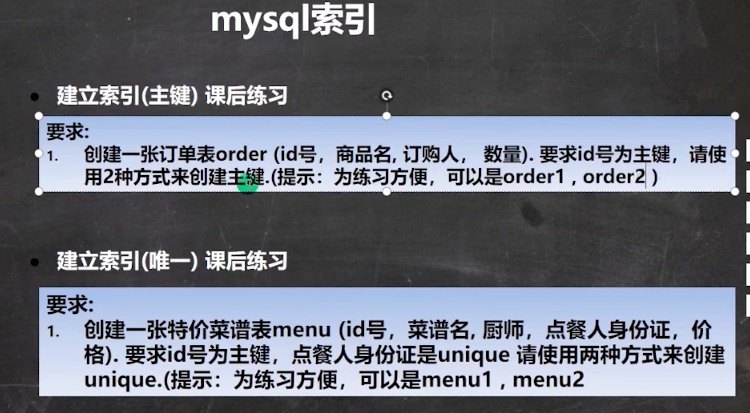 mysql索引
建立索引(主键) 课后练习
要求:
1. 创建一张订单表order (id号，商品名, 订购人， 数量). 要求id号为主键，请使
用2种方式来创建主键.(提示：为练习方便，可以是order1 , order2 )
建立索引(唯一) 课后练习
要求:
1. 创建一张特价菜谱表menu (id号，菜谱名, 厨师，点餐人身份证，价
格). 要求id号为主键，点餐人身份证是unique 请使用两种方式来创建
unique.(提示：为练习方便，可以是menu1 , menu2